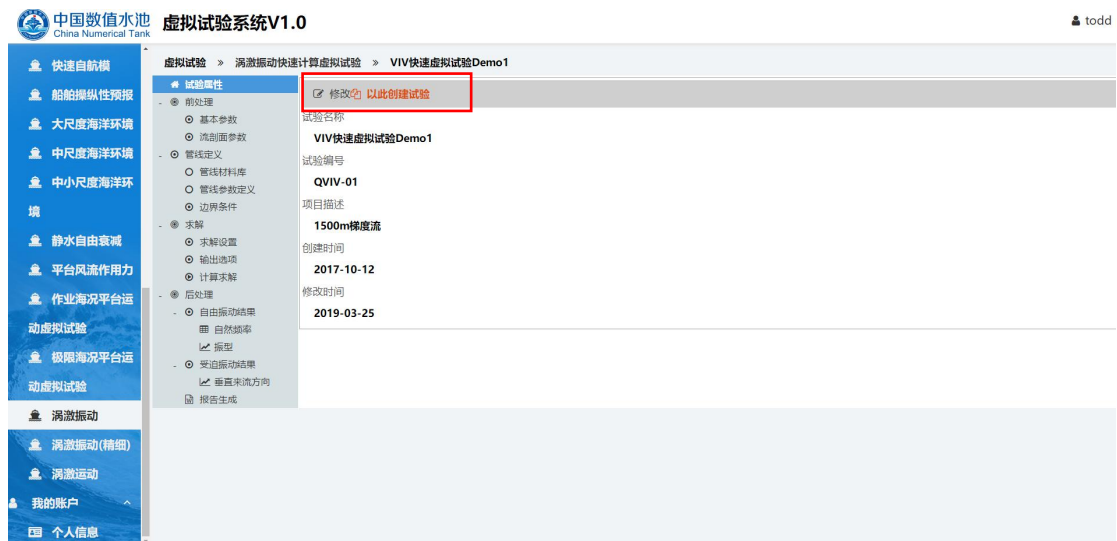 中国数值水池
China Numerical Tank
虚拟试验系统V1.0
todd
快速自航模
船舶操纵性预报
大尺度海洋环境
中尺度海洋环境
中小尺度海洋环
境
静水自由衰减
平台风流作用力
作业海况平台运
动虚拟试验
极限海况平台运
动虚拟试验
涡激振动
涡激振动(精细)
涡激运动
我的账户
个人信息
虚拟试验 » 涡激振动快速计算虚拟试验 » VIV快速虚拟试验Demo1
试验属性
前处理
基本参数
流剖面参数
管线定义
管线材料库
管线参数定义
边界条件
求解
求解设置
输出选项
计算求解
后处理
自由振动结果
自然频率
振型
受迫振动结果
垂直来流方向
报告生成
修改 以此创建试验
试验名称
VIV快速虚拟试验Demo1
试验编号
QVIV-01
项目描述
1500m梯度流
创建时间
2017-10-12
修改时间
2019-03-25